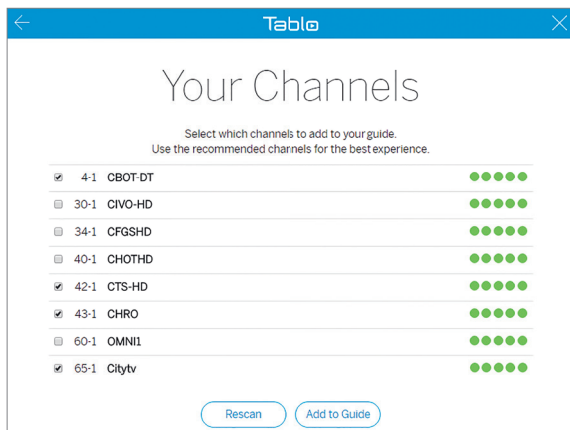 Tablo
Your Channels
Select which channels to add to your guide.
Use the recommended channels for the best experience.
4-1 CBOT-DT
30-1 CIVO-HD
34-1 CFGSHD
40-1 CHOTHD
42-1 CTS-HD
43-1 CHRO
60-1 OMNI1
65-1 Citytv
Rescan Add to Guide